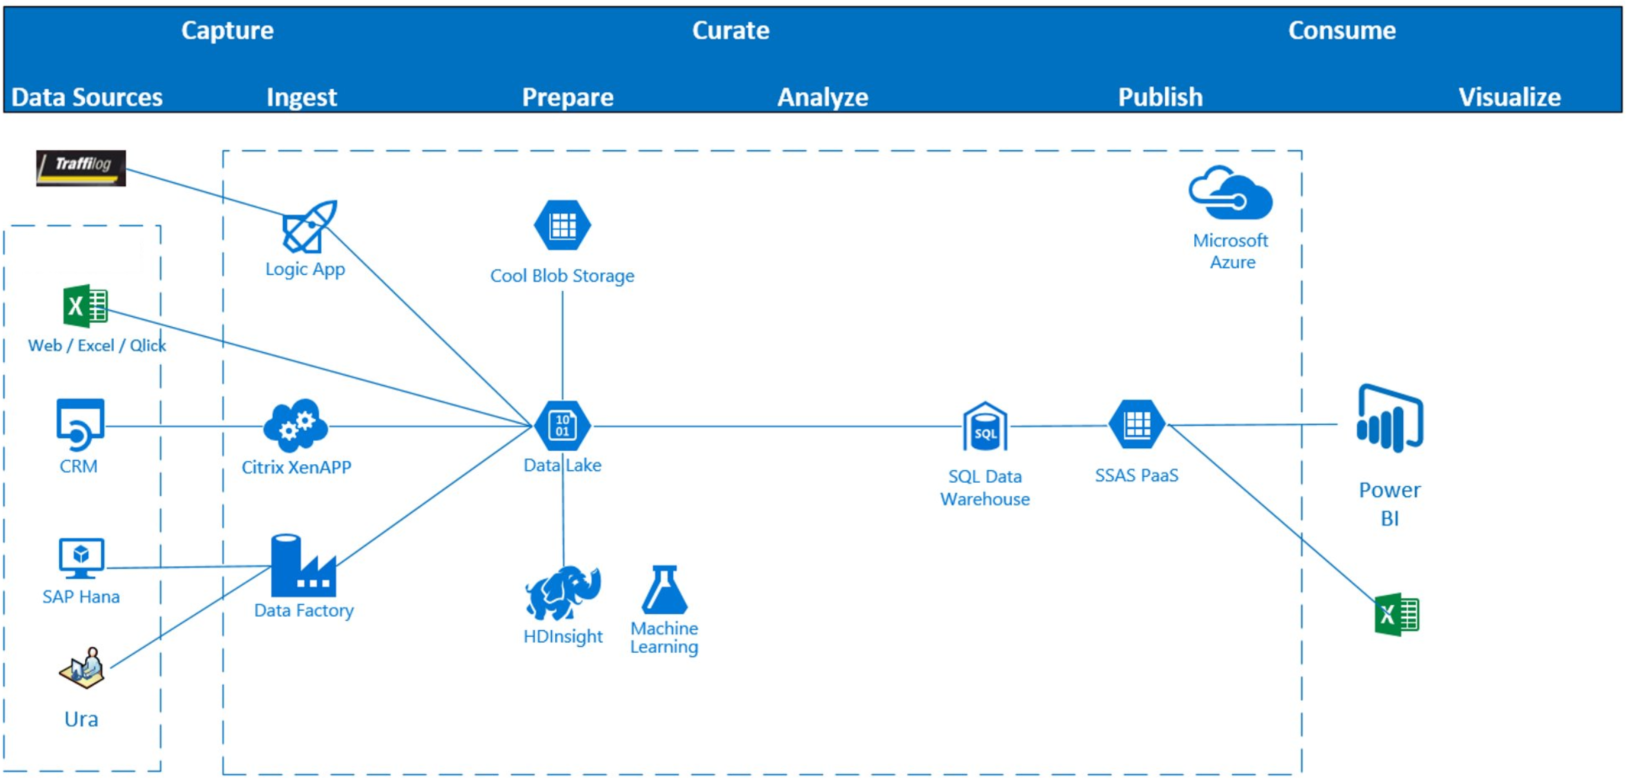 Capture
Curate
Consume
Data Sources
Ingest
Prepare
Analyze
Publish
Visualize
Traffilog
Logic App
Cool Blob Storage
Microsoft
Azure
X
Web / Excel / Qlick
CRM
Citrix XenAPP
10
01
Data Lake
SQL
SQL Data
Warehouse
SSAS PaaS
Power
BI
SAP Hana
Data Factory
HDInsight
Machine
Learning
X
Ura